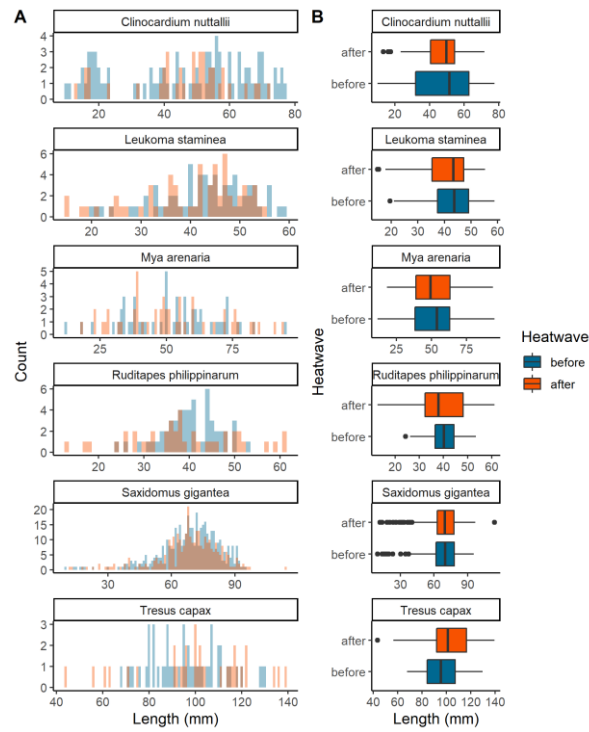 A
B
Clinocardium nuttallii
4
3
2
1
0
20
40
60
80
Leukoma staminea
6
4
2
0
20
30
40
50
60
Mya arenaria
5
4
3
2
1
0
25
50
75
Ruditapes philippinarum
6
4
2
0
20
30
40
50
60
Saxidomus gigantea
20
15
10
5
0
30
60
90
Tresus capax
3
2
1
0
40
60
80
100
120
140
Length (mm)
Count
Clinocardium nuttallii
after
before
20
40
60
80
Leukoma staminea
after
before
20
30
40
50
60
Mya arenaria
after
before
25
50
75
Ruditapes philippinarum
after
before
20
30
40
50
60
Saxidomus gigantea
after
before
30
60
90
Tresus capax
after
before
40
60
80
100
120
140
Length (mm)
Heatwave
Heatwave
before
after